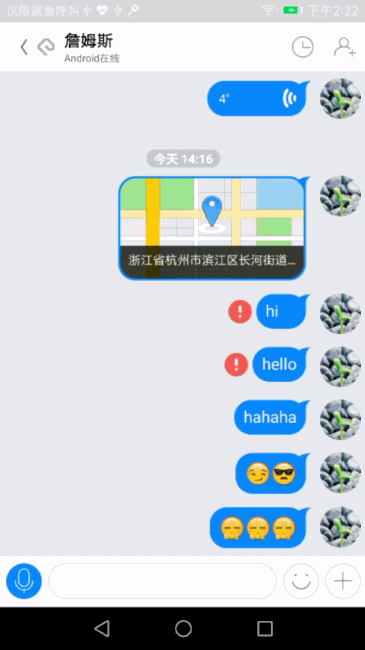 仅限紧急呼叫 下午2:22
詹姆斯
Android在线
4"
今天 14:16
浙江省杭州市滨江区长河街道...
hi
hello
hahaha